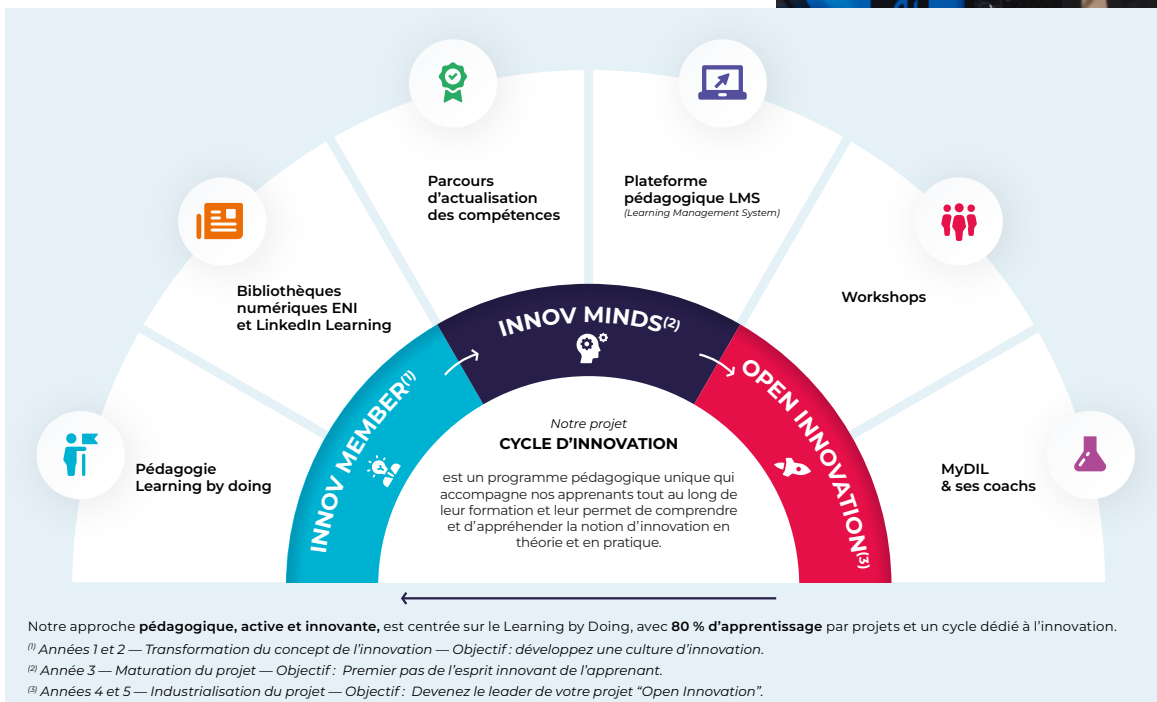 Parcours
d’actualisation
des compétences
Plateforme
pédagogique LMS
(Learning Management System)
Bibliothèques
numériques ENI
et LinkedIn Learning
Workshops
Pédagogie
Learning by doing
MyDIL
& ses coachs
INNOV MEMBER(1)
INNOV MINDS(2)
OPEN INNOVATION(3)
Notre projet
CYCLE D’INNOVATION
est un programme pédagogique unique qui
accompagne nos apprenants tout au long de
leur formation et leur permet de comprendre
et d’appréhender la notion d’innovation en
théorie et en pratique.
Notre approche pédagogique, active et innovante, est centrée sur le Learning by Doing, avec 80 % d’apprentissage par projets et un cycle dédié à l’innovation.
(1) Années 1 et 2 — Transformation du concept de l’innovation — Objectif : développez une culture d’innovation.
(2) Année 3 — Maturation du projet — Objectif : Premier pas de l’esprit innovant de l’apprenant.
(3) Années 4 et 5 — Industrialisation du projet — Objectif : Devenez le leader de votre projet “Open Innovation”.